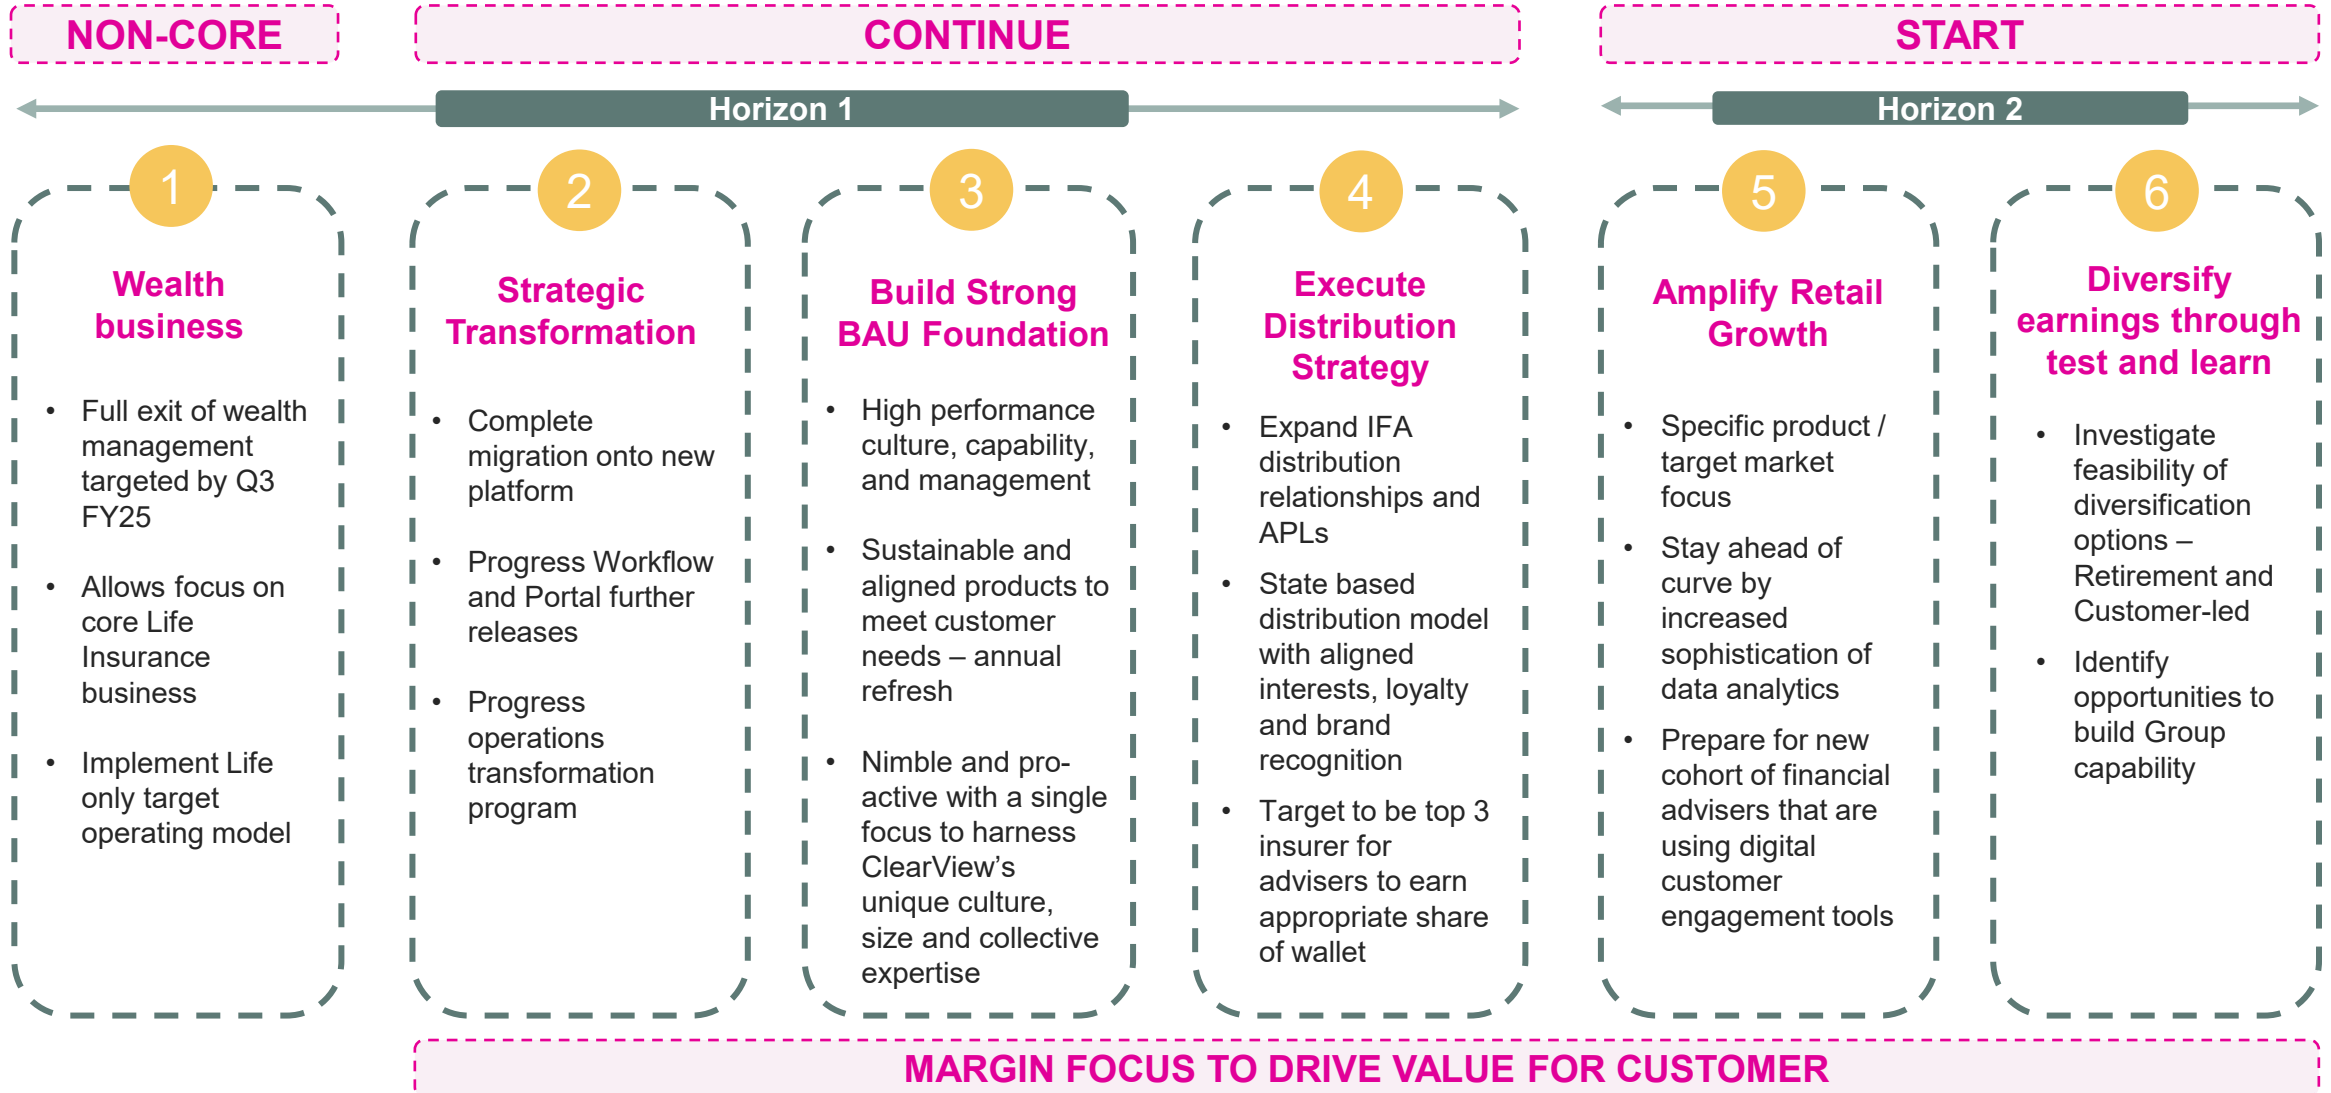 NON-CORE
CONTINUE
START
Horizon 1
Horizon 2
1
Wealth
business
• Full exit of wealth
management
targeted by Q3
FY25
• Allows focus on
core Life
Insurance
business
• Implement Life
only target
operating model
2
Strategic
Transformation
• Complete
migration onto new
platform
• Progress Workflow
and Portal further
releases
• Progress
operations
transformation
program
3
Build Strong
BAU Foundation
• High performance
culture, capability,
and management
• Sustainable and
aligned products to
meet customer
needs – annual
refresh
• Nimble and pro-
active with a single
focus to harness
ClearView’s
unique culture,
size and collective
expertise
4
Execute
Distribution
Strategy
• Expand IFA
distribution
relationships and
APLs
• State based
distribution model
with aligned
interests, loyalty
and brand
recognition
• Target to be top 3
insurer for
advisers to earn
appropriate share
of wallet
5
Amplify Retail
Growth
• Specific product /
target market
focus
• Stay ahead of
curve by
increased
sophistication of
data analytics
• Prepare for new
cohort of financial
advisers that are
using digital
customer
engagement tools
6
Diversify
earnings through
test and learn
• Investigate
feasibility of
diversification
options –
Retirement and
Customer-led
• Identify
opportunities to
build Group
capability
MARGIN FOCUS TO DRIVE VALUE FOR CUSTOMER